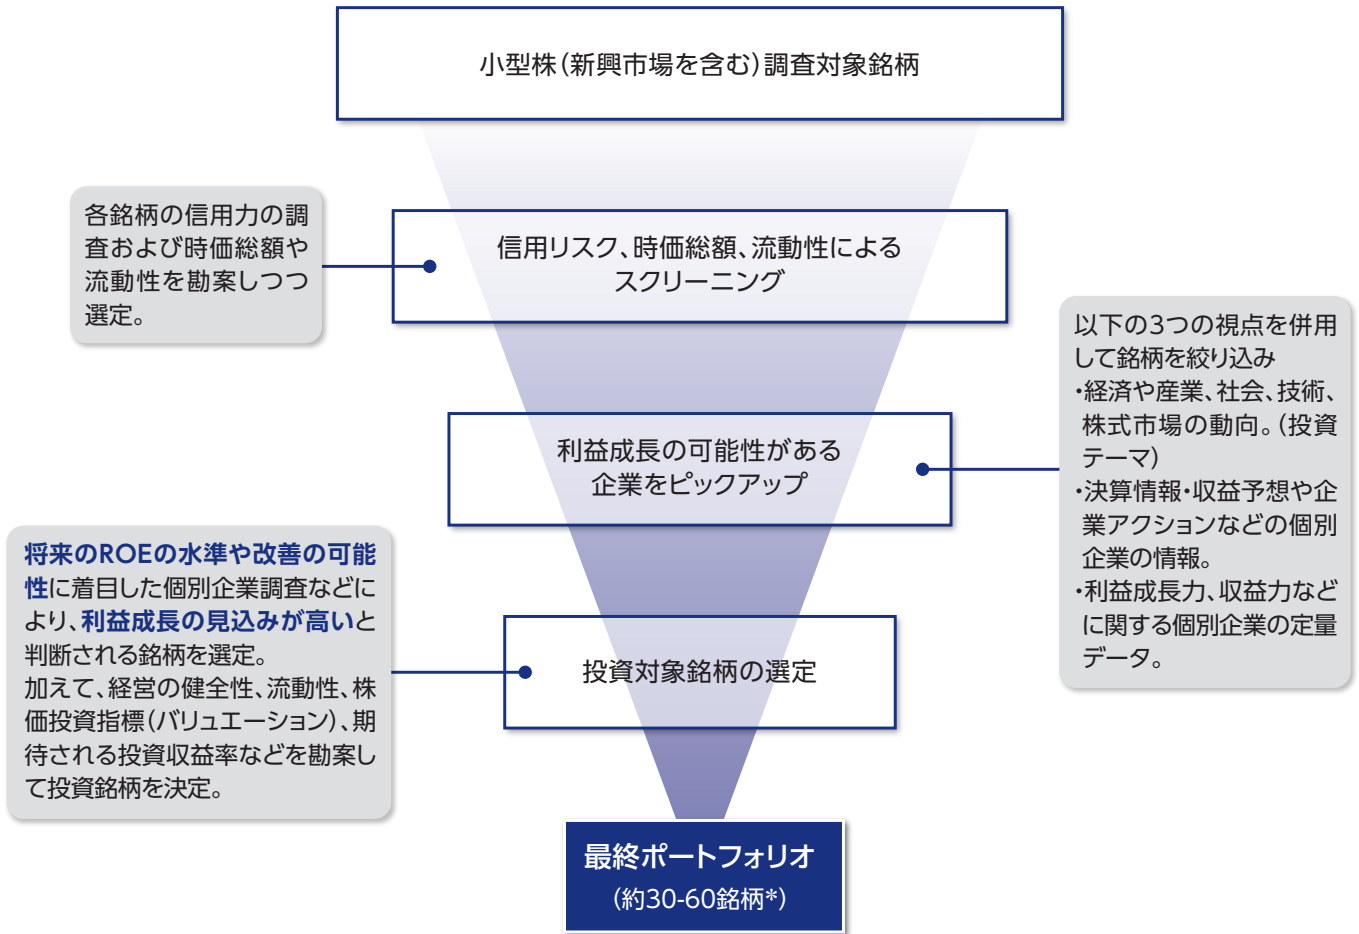 小型株(新興市場を含む)調査対象銘柄
各銘柄の信用力の調
査および時価総額や
流動性を勘案しつつ
選定。
信用リスク、時価総額、流動性による
スクリーニング
以下の3つの視点を併用
して銘柄を絞り込み
・経済や産業、社会、技術、
株式市場の動向。(投資
テーマ)
・決算情報・収益予想や企
業アクションなどの個別
企業の情報。
・利益成長力、収益力など
に関する個別企業の定量
データ。
利益成長の可能性がある
企業をピックアップ
将来のROEの水準や改善の可能
性に着目した個別企業調査などに
より、利益成長の見込みが高いと
判断される銘柄を選定。
加えて、経営の健全性、流動性、株
価投資指標(バリュエーション)、期
待される投資収益率などを勘案し
て投資銘柄を決定。
投資対象銘柄の選定
最終ポートフォリオ
(約30-60銘柄*)